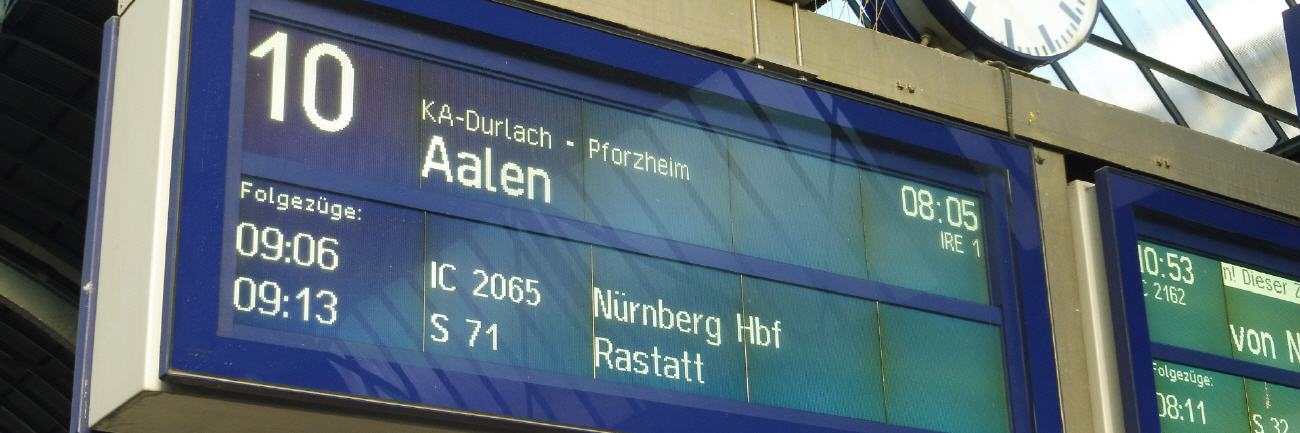 10
KA-Durlach - Pforzheim
Aalen
08:05
IRE 1
Folgezüge:
09:06 IC 2065 Nürnberg Hbf
09:13 S 71 Rastatt
10:53
2162
n! Dieser
von
Folgezüge:
08:11
S 32